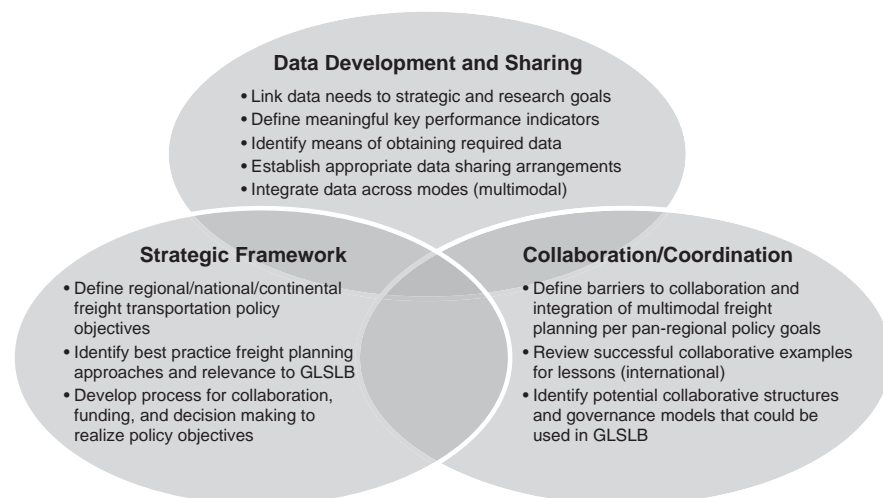 Data Development and Sharing
• Link data needs to strategic and research goals
• Define meaningful key performance indicators
• Identify means of obtaining required data
• Establish appropriate data sharing arrangements
• Integrate data across modes (multimodal)
Strategic Framework
• Define regional/national/continental
freight transportation policy
objectives
• Identify best practice freight planning
approaches and relevance to GLSLB
• Develop process for collaboration,
funding, and decision making to
realize policy objectives
Collaboration/Coordination
• Define barriers to collaboration and
integration of multimodal freight
planning per pan-regional policy goals
• Review successful collaborative examples
for lessons (international)
• Identify potential collaborative structures
and governance models that could be
used in GLSLB